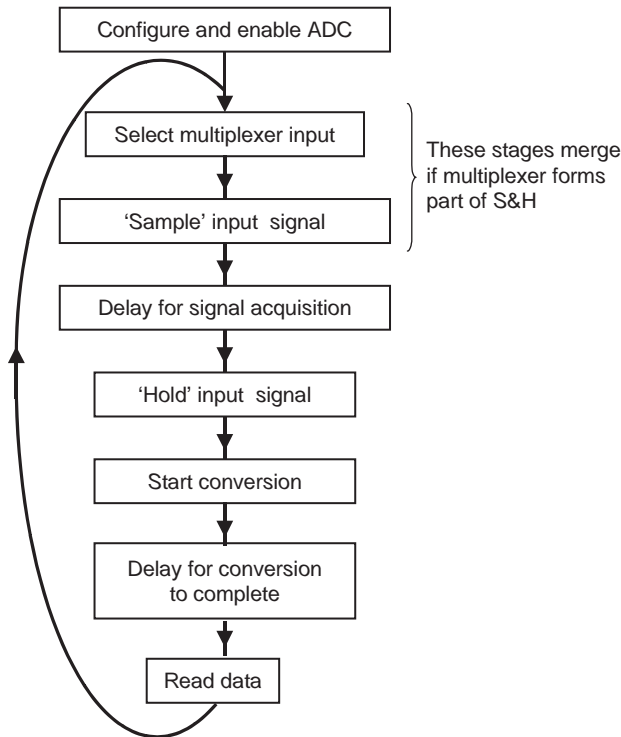 Configure and enable ADC
Select multiplexer input
‘Sample’ input signal
These stages merge
if multiplexer forms
part of S&H
Delay for signal acquisition
‘Hold’ input signal
Start conversion
Delay for conversion
to complete
Read data